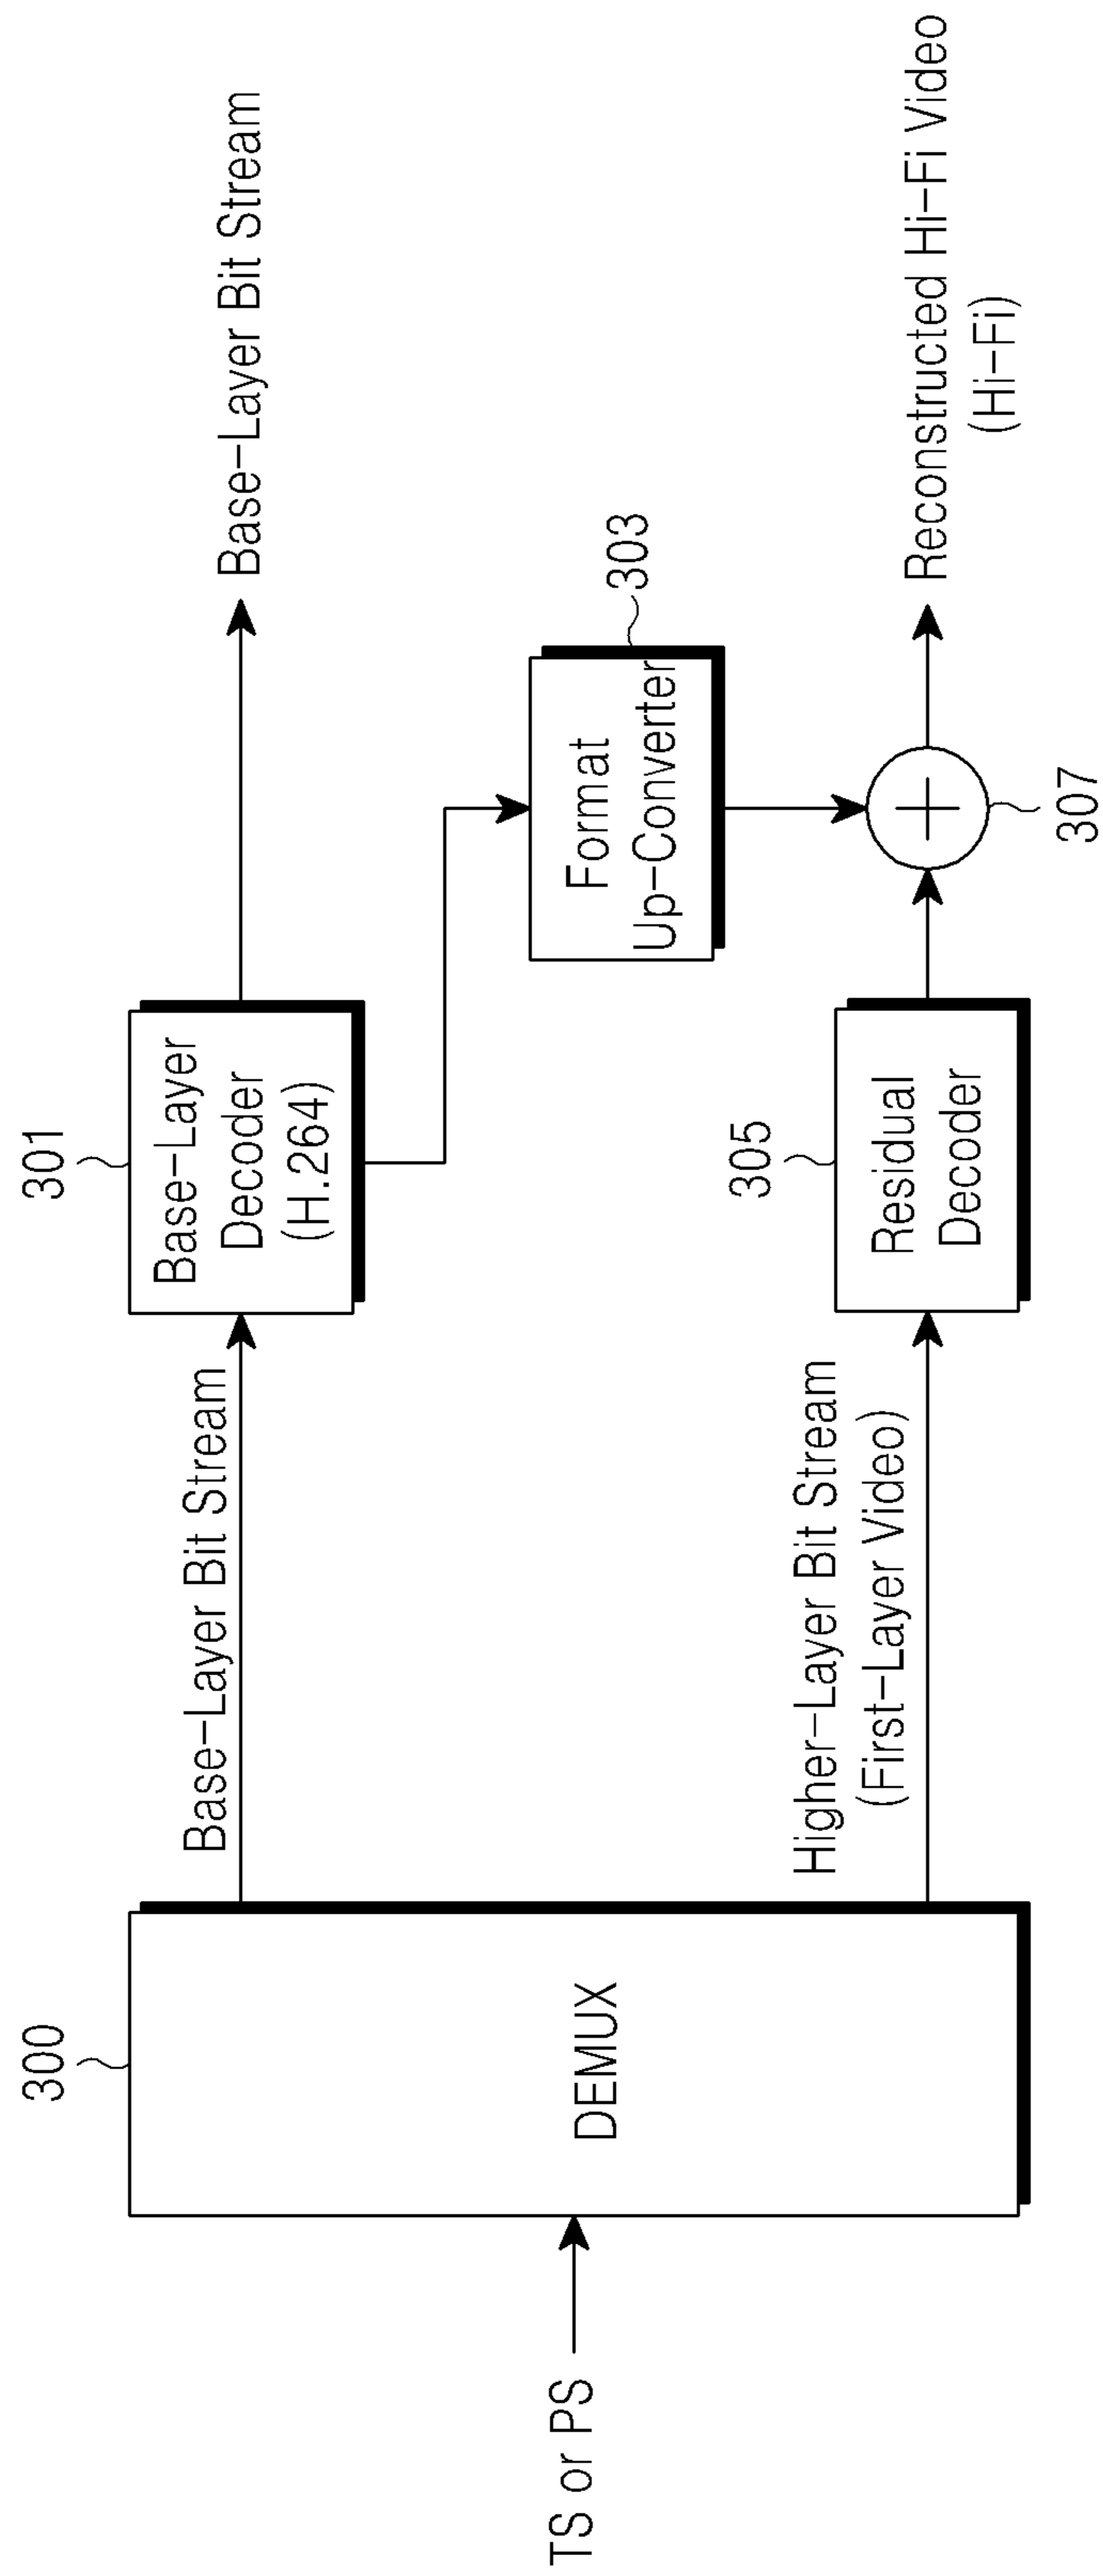 TS or PS
300
DEMUX
Base-Layer Bit Stream
301
Base-Layer
Decoder
(H.264)
Base-Layer Bit Stream
Format
Up-Converter
303
Higher-Layer Bit Stream
(First-Layer Video)
305
Residual
Decoder
307
Reconstructed Hi-Fi Video
(Hi-Fi)